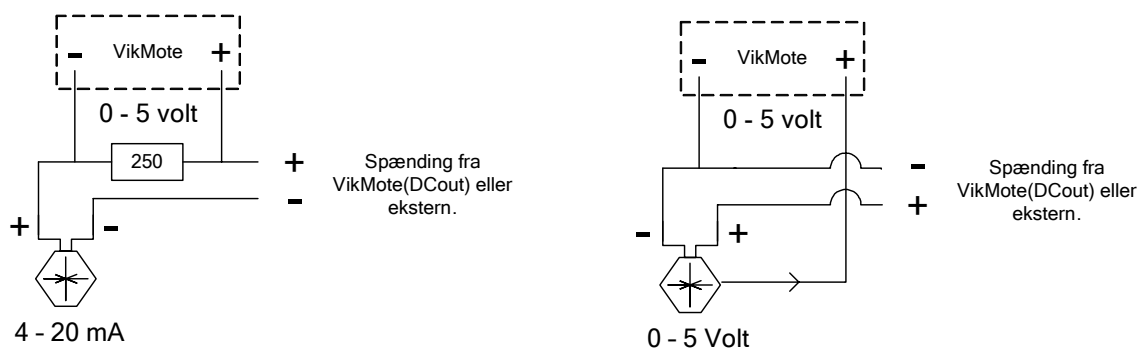 - VikMote +
0 - 5 volt
250
+
-
Spænding fra
VikMote(DCout) eller
ekstern.
+ -
4 - 20 mA
- VikMote +
0 - 5 volt
-
+
Spænding fra
VikMote(DCout) eller
ekstern.
- +
0 - 5 Volt